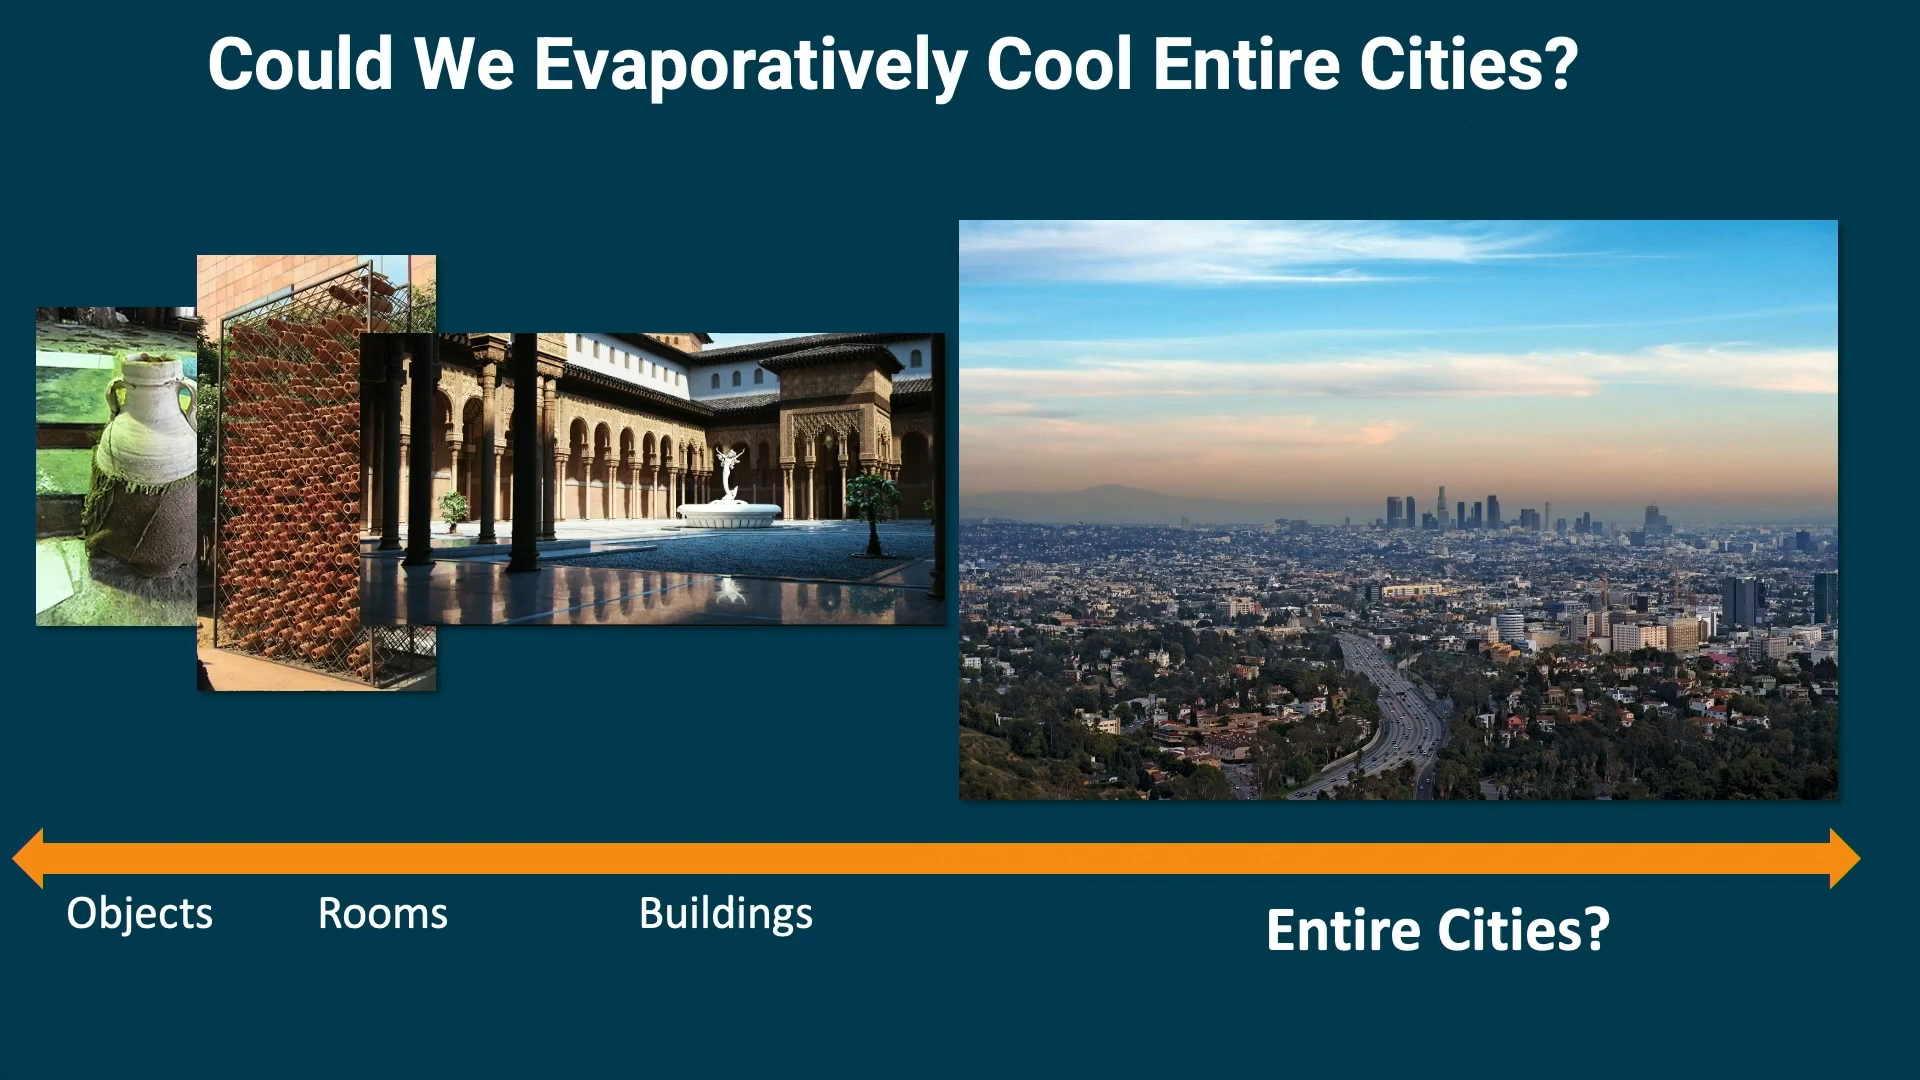 Could We Evaporatively Cool Entire Cities?
Objects
Rooms
Buildings
Entire Cities?